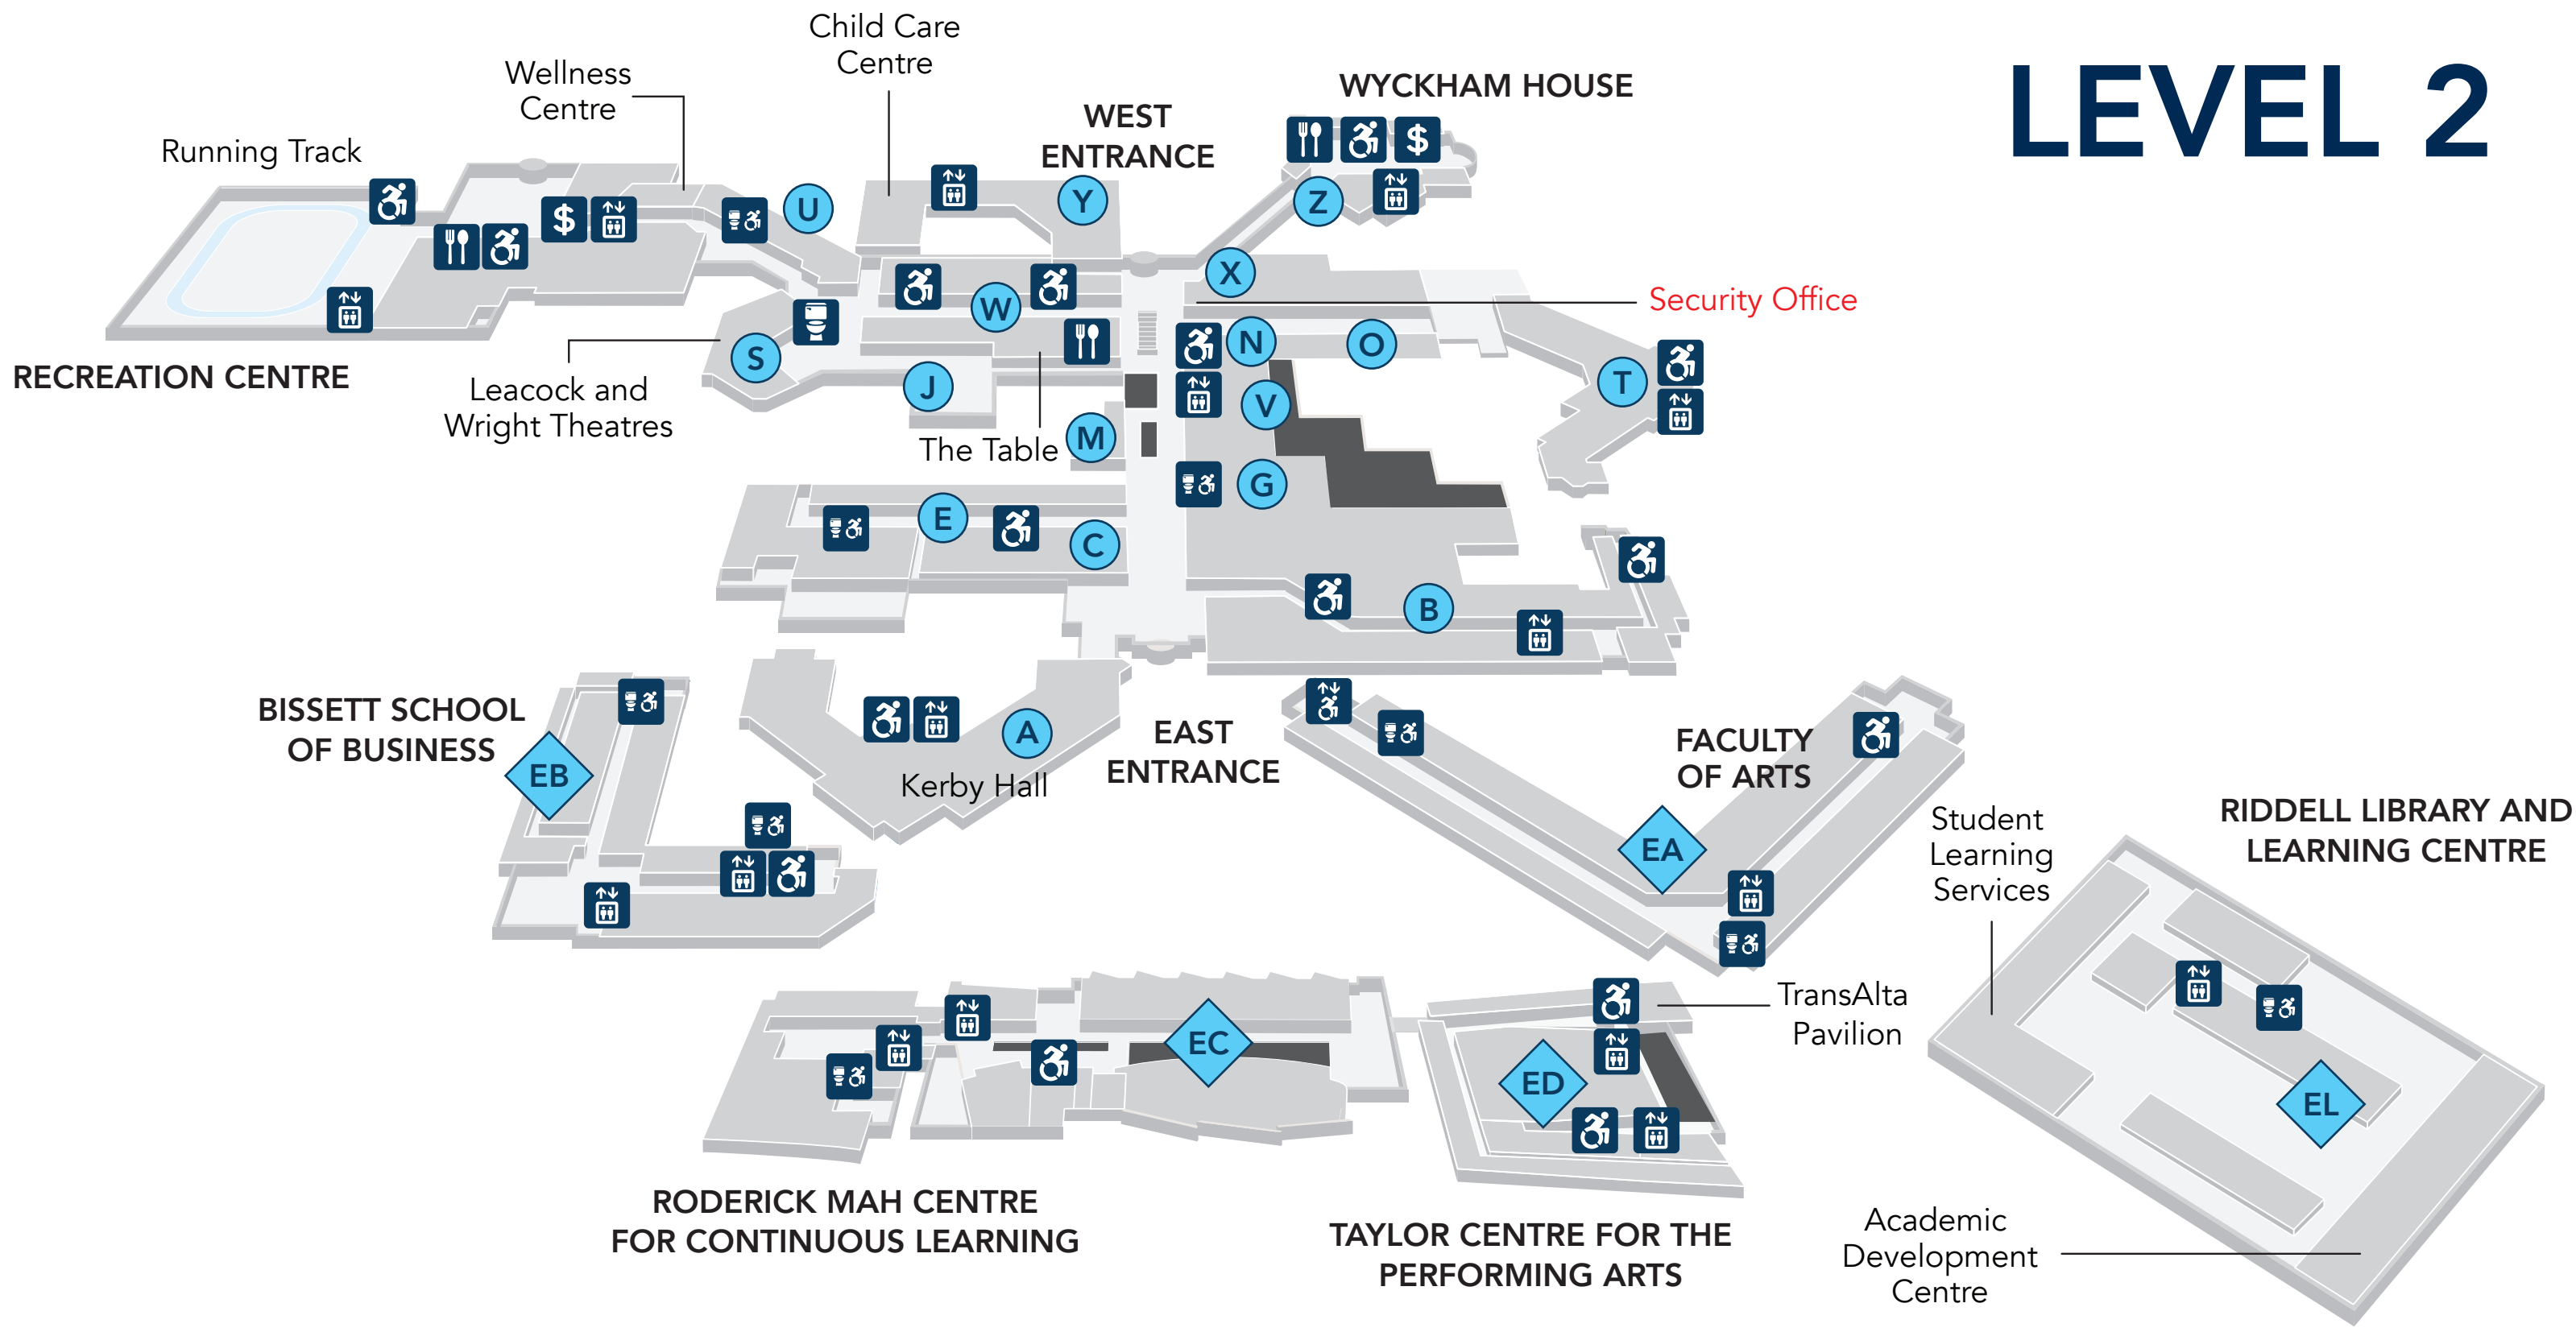 LEVEL 2
Child Care
Centre
Wellness
Centre
WYCKHAM HOUSE
WEST
ENTRANCE
Running Track
$
U
Y
Z
$
X
W
Security Office
S
N
O
RECREATION CENTRE
Leacock and
Wright Theatres
J
T
V
The Table
M
G
E
C
B
BISSETT SCHOOL
OF BUSINESS
EB
A
Kerby Hall
EAST
ENTRANCE
FACULTY
OF ARTS
EA
Student
Learning
Services
RIDDELL LIBRARY AND
LEARNING CENTRE
EC
ED
TransAlta
Pavilion
EL
RODERICK MAH CENTRE
FOR CONTINUOUS LEARNING
TAYLOR CENTRE FOR THE
PERFORMING ARTS
Academic
Development
Centre